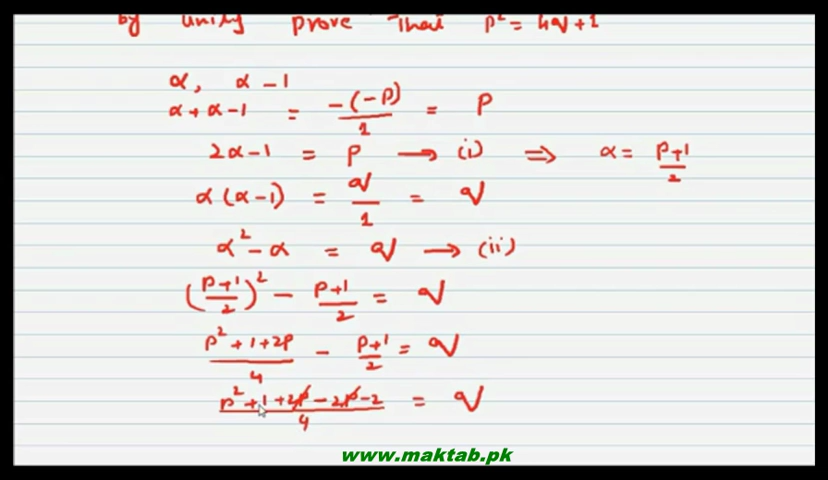 by unity prove that p² = 4q+1
α, α-1
α+α-1 = -(-p)/1 = p
2α-1 = p → (i) ⇒ α = p+1/2
α(α-1) = q/1 = q
α²-α = q → (ii)
(p+1/2)² - p+1/2 = q
p²+1+2p/4 - p+1/2 = q
p²+1+2p-2p-2/4 = q
www.maktab.pk